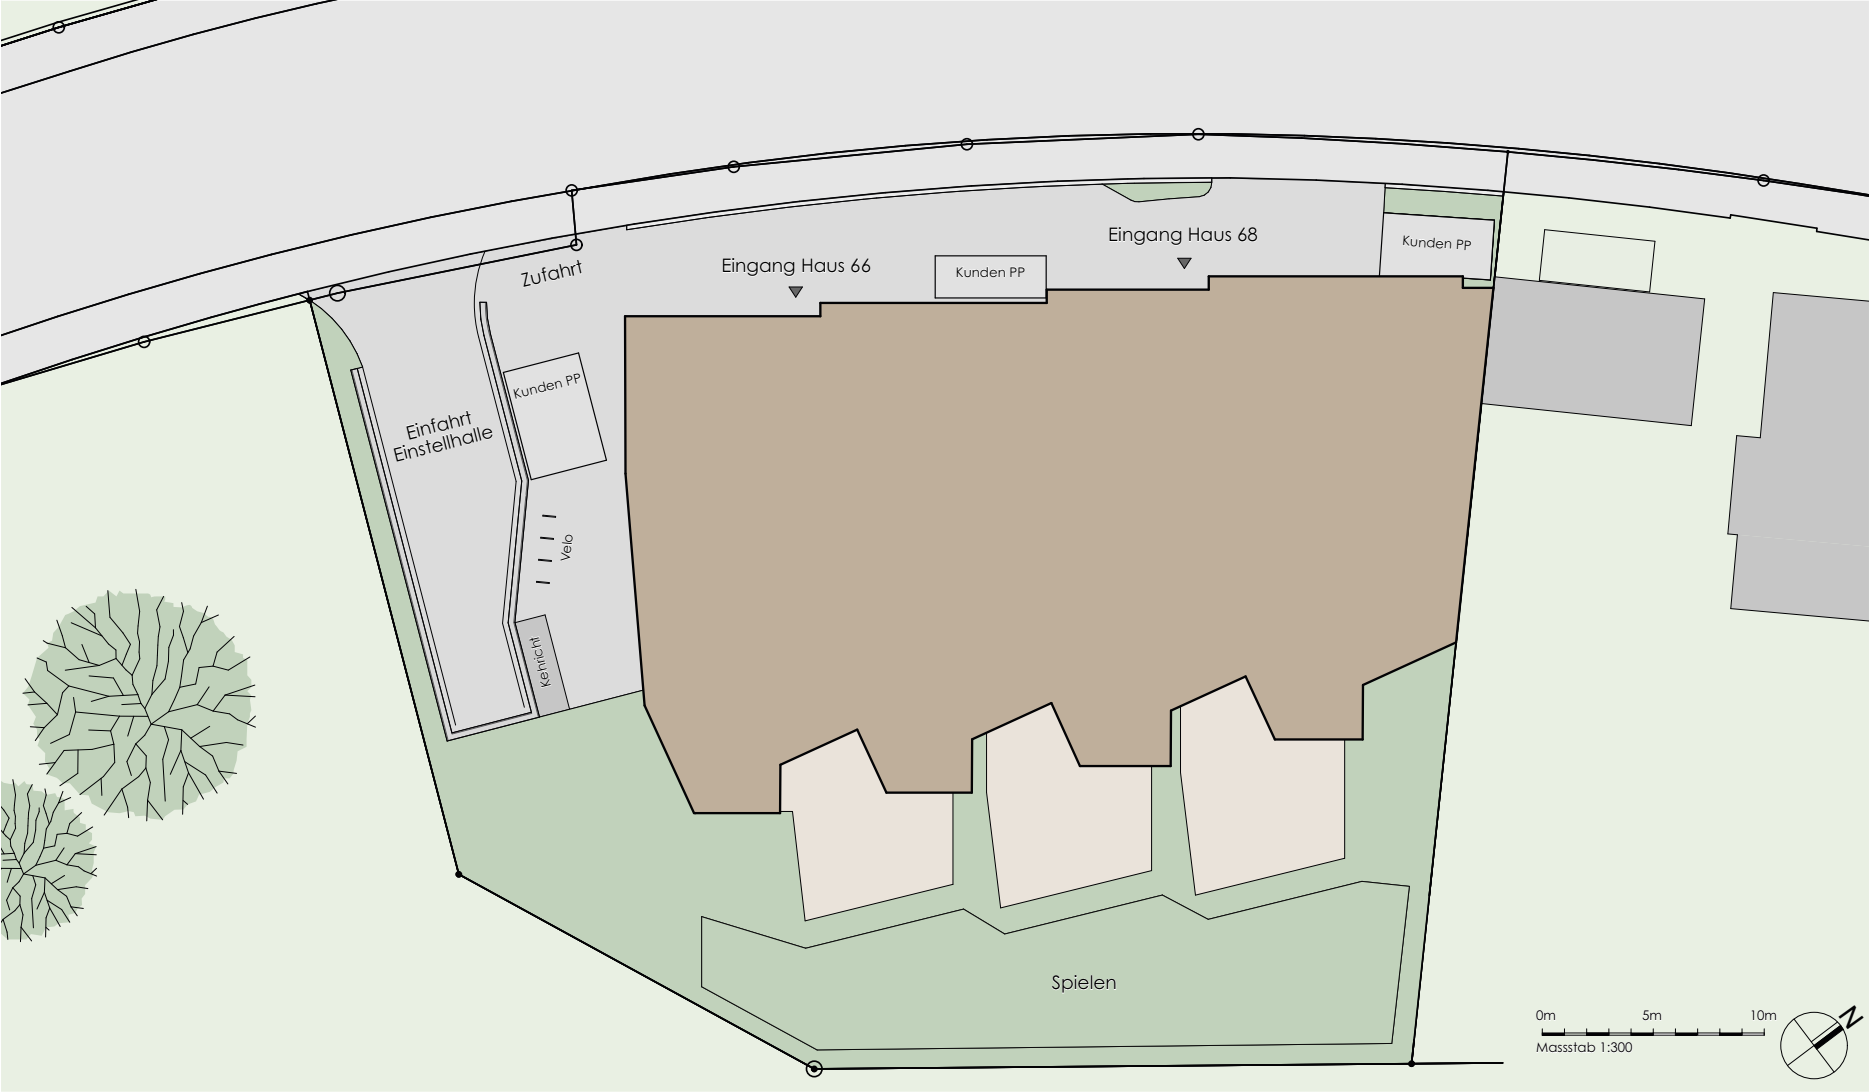 Eingang Haus 68
Kunden PP
Zufahrt
Eingang Haus 66
Kunden PP
Kunden PP
Einfahrt
Einstellhalle
Velo
Kehricht
Spielen
0m 5m 10m
Massstab 1:300
N